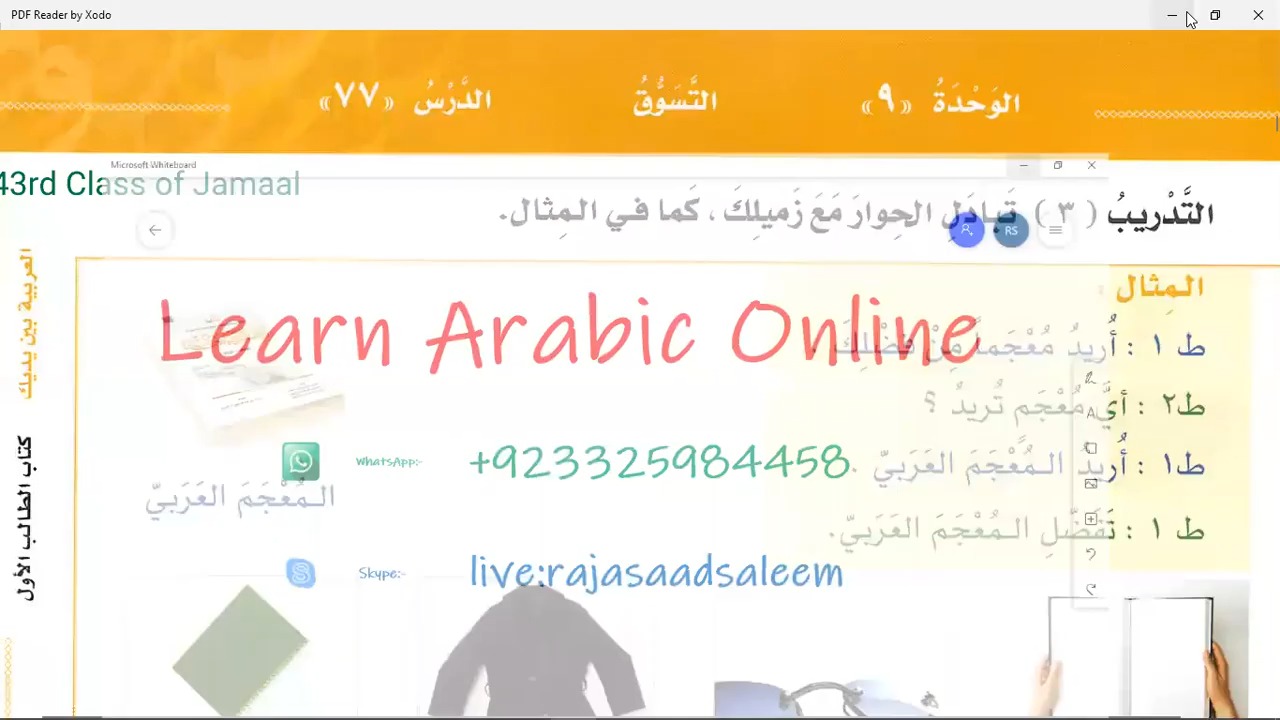 PDF Reader by Xodo
الوَحْدَةُ «٩» التَّسَوُّقُ الدَّرْسُ «٧٧»
Microsoft Whiteboard
43rd Class of Jamaal
التَّدْرِيبُ ( ٣ ) تَبادَلِ الحِوارَ مَعَ زَميلِكَ ، كَما في المِثال.
RS
المِثال :
Learn Arabic Online
ط ١ : أُريدُ مُعْجَماً مِنْ فَضْلِكَ .
ط٢ : أَيَّ مُعْجَم تُريدُ ؟
ط١ : أُريدُ المُعْجَمَ العَرَبيّ .
WhatsApp:- +923325984458
المُعْجَمَ العَرَبيّ
ط ١ : تَفَضَّلِ المُعْجَمَ العَرَبيّ.
Skype:- live:rajasaadsaleem
العربية بين يديك
كتاب الطالب الأول